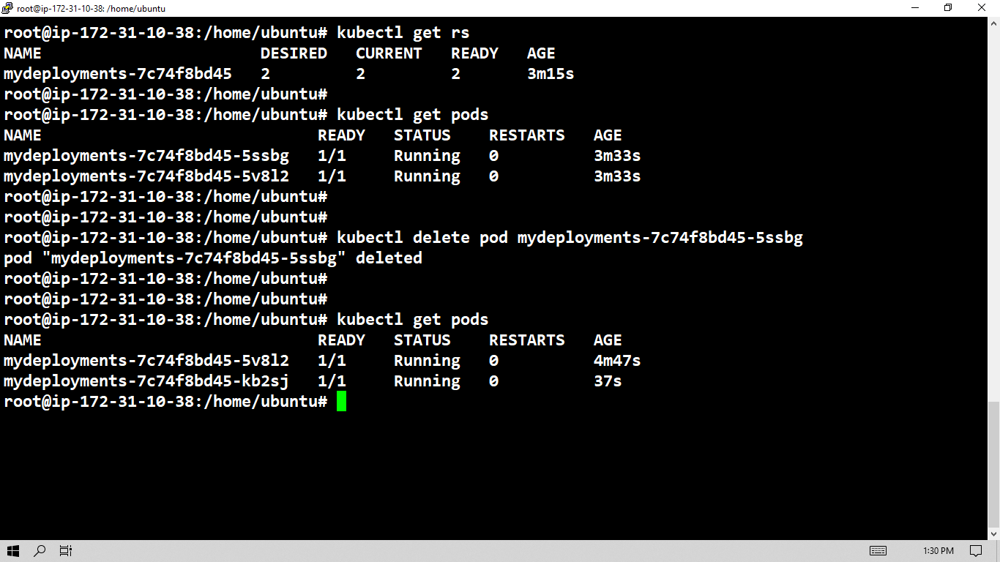 root@ip-172-31-10-38: /home/ubuntu
root@ip-172-31-10-38:/home/ubuntu# kubectl get rs
NAME                       DESIRED   CURRENT   READY   AGE
mydeployments-7c74f8bd45   2         2         2       3m15s
root@ip-172-31-10-38:/home/ubuntu#
root@ip-172-31-10-38:/home/ubuntu# kubectl get pods
NAME                             READY   STATUS    RESTARTS   AGE
mydeployments-7c74f8bd45-5ssbg   1/1     Running   0          3m33s
mydeployments-7c74f8bd45-5v8l2   1/1     Running   0          3m33s
root@ip-172-31-10-38:/home/ubuntu#
root@ip-172-31-10-38:/home/ubuntu#
root@ip-172-31-10-38:/home/ubuntu# kubectl delete pod mydeployments-7c74f8bd45-5ssbg
pod "mydeployments-7c74f8bd45-5ssbg" deleted
root@ip-172-31-10-38:/home/ubuntu#
root@ip-172-31-10-38:/home/ubuntu#
root@ip-172-31-10-38:/home/ubuntu# kubectl get pods
NAME                             READY   STATUS    RESTARTS   AGE
mydeployments-7c74f8bd45-5v8l2   1/1     Running   0          4m47s
mydeployments-7c74f8bd45-kb2sj   1/1     Running   0          37s
root@ip-172-31-10-38:/home/ubuntu#
1:30 PM